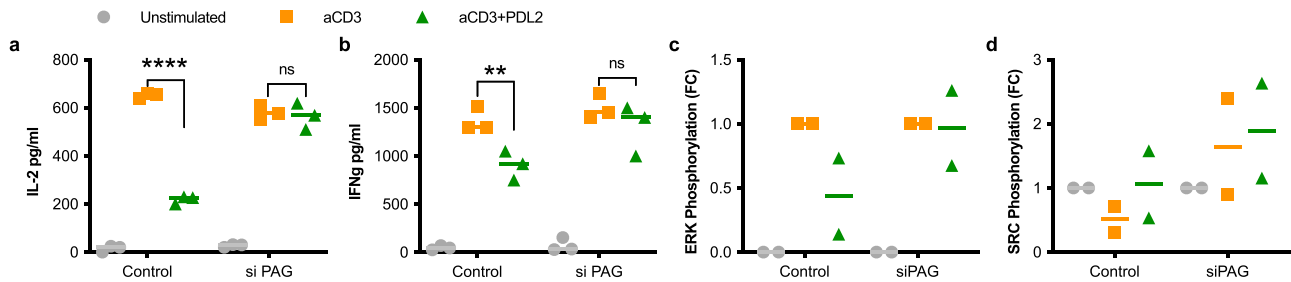 Unstimulated aCD3 aCD3+PDL2
a
800
600
400
200
0
IL-2 pg/ml
****
ns
Control si PAG
b
2000
1500
1000
500
0
IFNg pg/ml
**
ns
Control si PAG
c
1.5
1.0
0.5
0.0
ERK Phosphorylation (FC)
Control siPAG
d
3
2
1
0
SRC Phosphorylation (FC)
Control siPAG